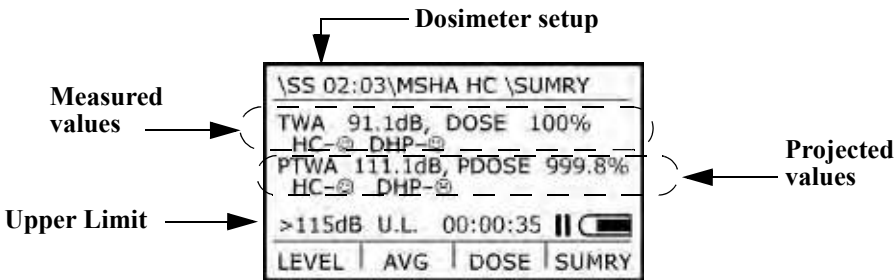 Dosimeter setup
\SS 02:03\MSHA HC \SUMRY
Measured
values
TWA 91.1dB, DOSE 100%
HC-☺ DHP-☺
PTWA 111.1dB, PDOSE 999.8%
HC-☺ DHP-☹
Projected
values
Upper Limit
>115dB U.L. 00:00:35
LEVEL AVG DOSE SUMRY